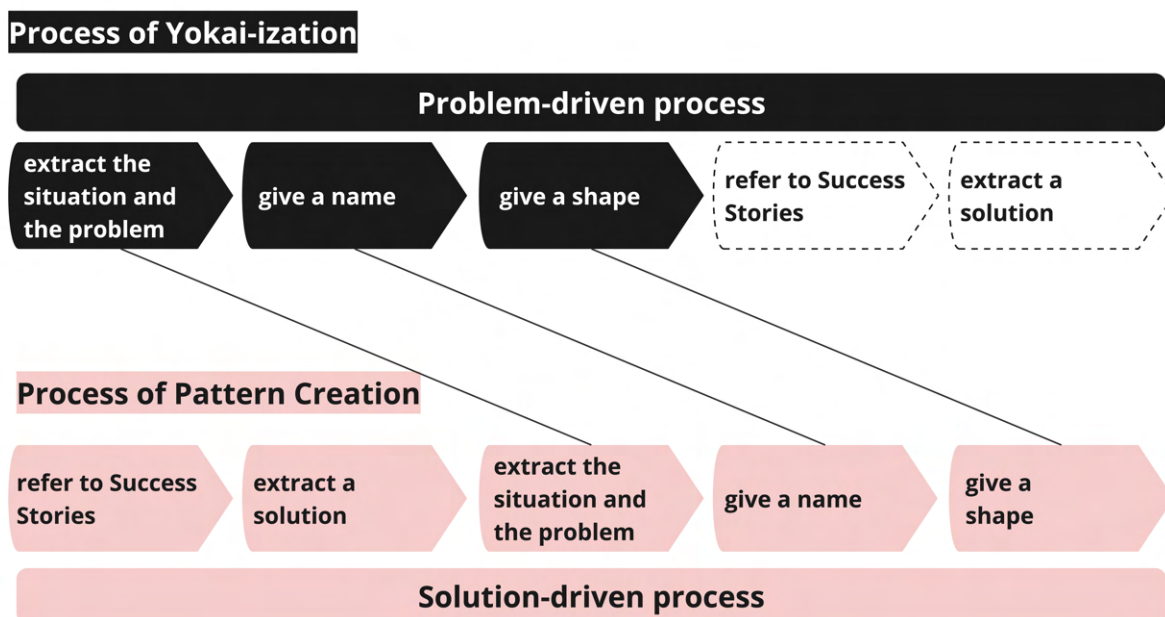 Process of Yokai-ization
Problem-driven process
extract the
situation and
the problem
give a name
give a shape
refer to Success
Stories
extract a
solution
Process of Pattern Creation
refer to Success
Stories
extract a
solution
extract the
situation and
the problem
give a name
give a
shape
Solution-driven process